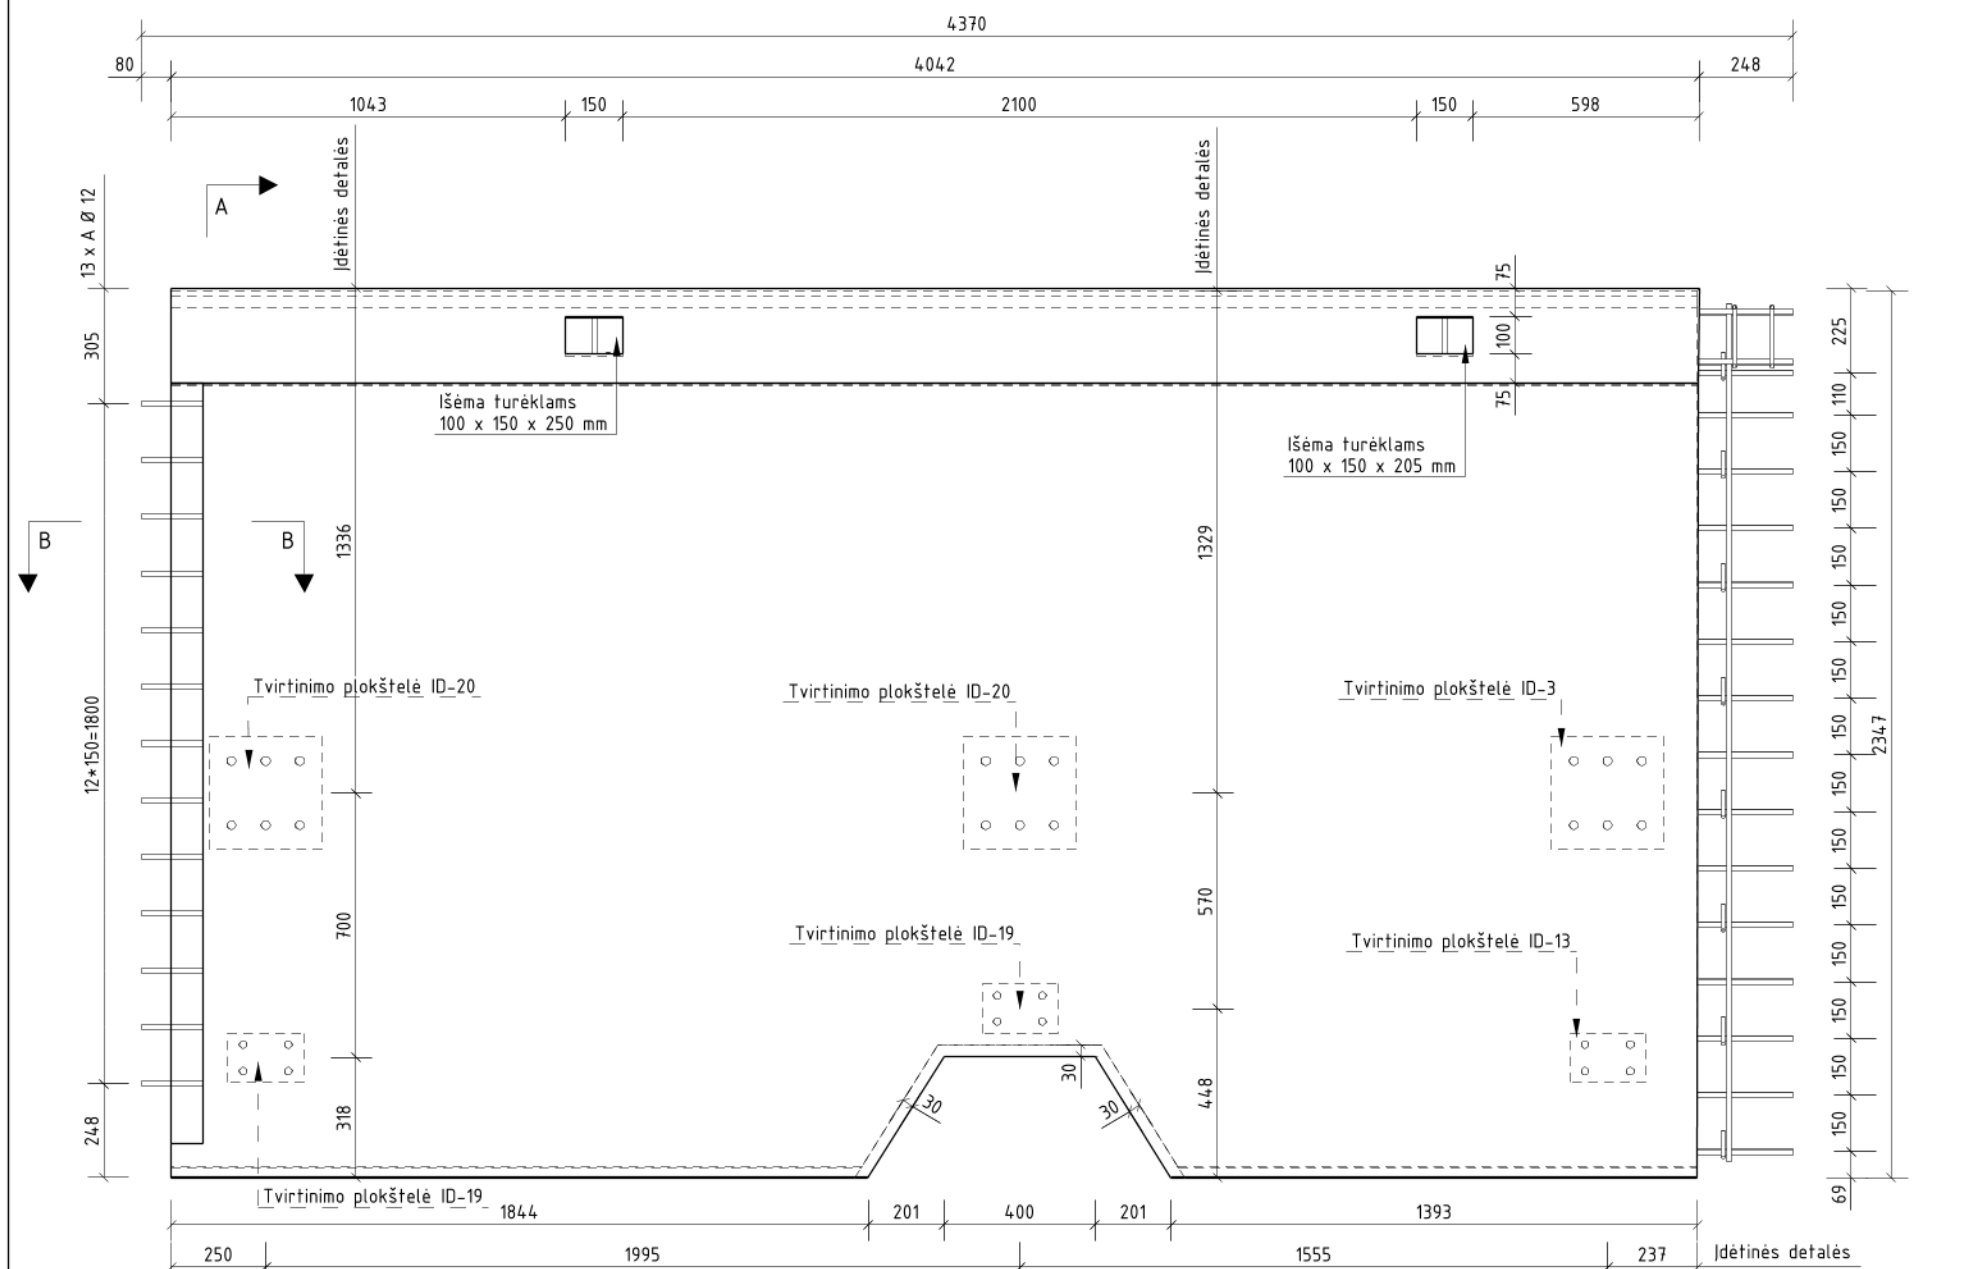 4370
80
4042
248
1043
150
2100
150
598
Įdėtinės detalės
Įdėtinės detalės
13 x A Ø 12
A
75
305
100
225
75
110
Išėma turėklams
100 x 150 x 250 mm
Išėma turėklams
100 x 150 x 205 mm
150
150
B
B
1336
1329
150
150
150
Tvirtinimo plokštelė ID-20
Tvirtinimo plokštelė ID-20
Tvirtinimo plokštelė ID-3
12*150=1800
150
2347
150
150
700
570
150
Tvirtinimo plokštelė ID-19
Tvirtinimo plokštelė ID-13
150
150
30
150
248
318
30
30
448
150
69
Tvirtinimo plokštelė ID-19
1844
201
400
201
1393
250
1995
1555
237
Įdėtinės detalės